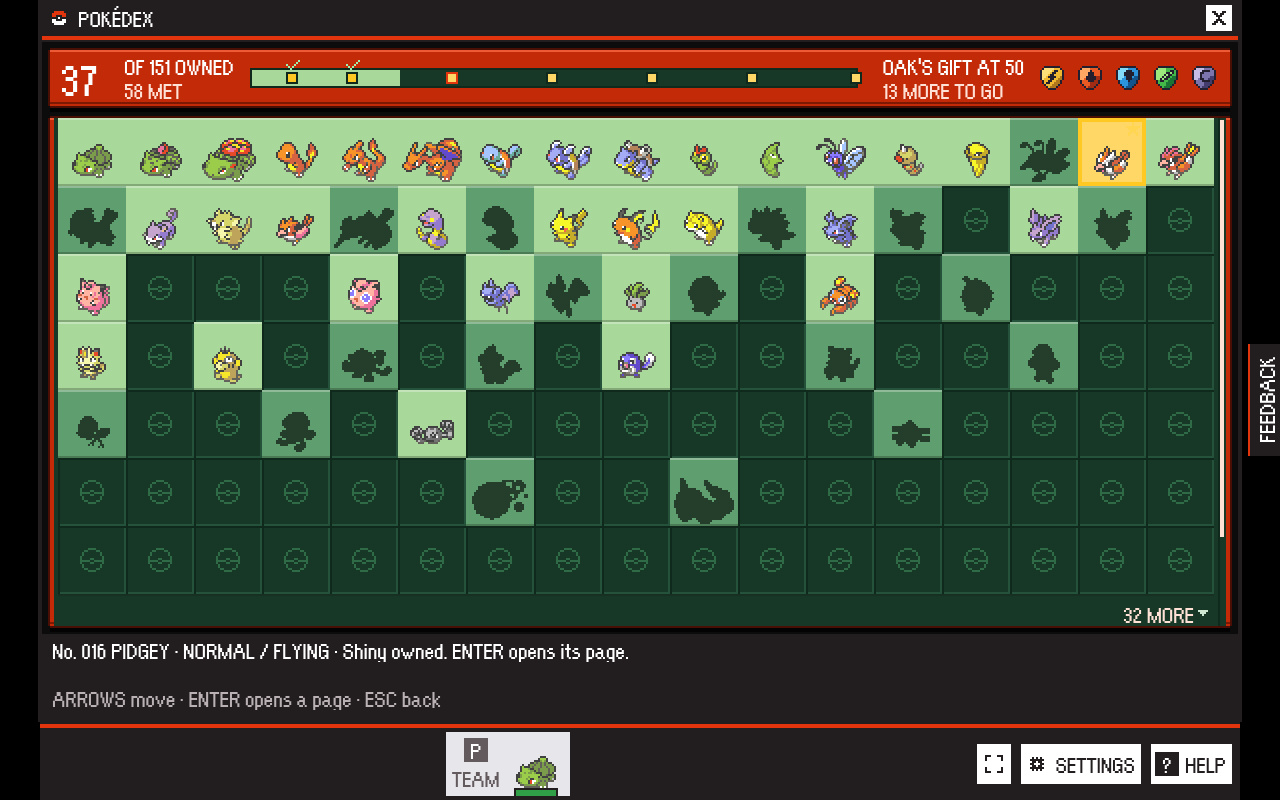 POKÉDEX
X
37
OF 151 OWNED
58 MET
OAK'S GIFT AT 50
13 MORE TO GO
32 MORE
No. 016 PIDGEY · NORMAL / FLYING · Shiny owned. ENTER opens its page.
ARROWS move · ENTER opens a page · ESC back
FEEDBACK
P
TEAM
SETTINGS
? HELP